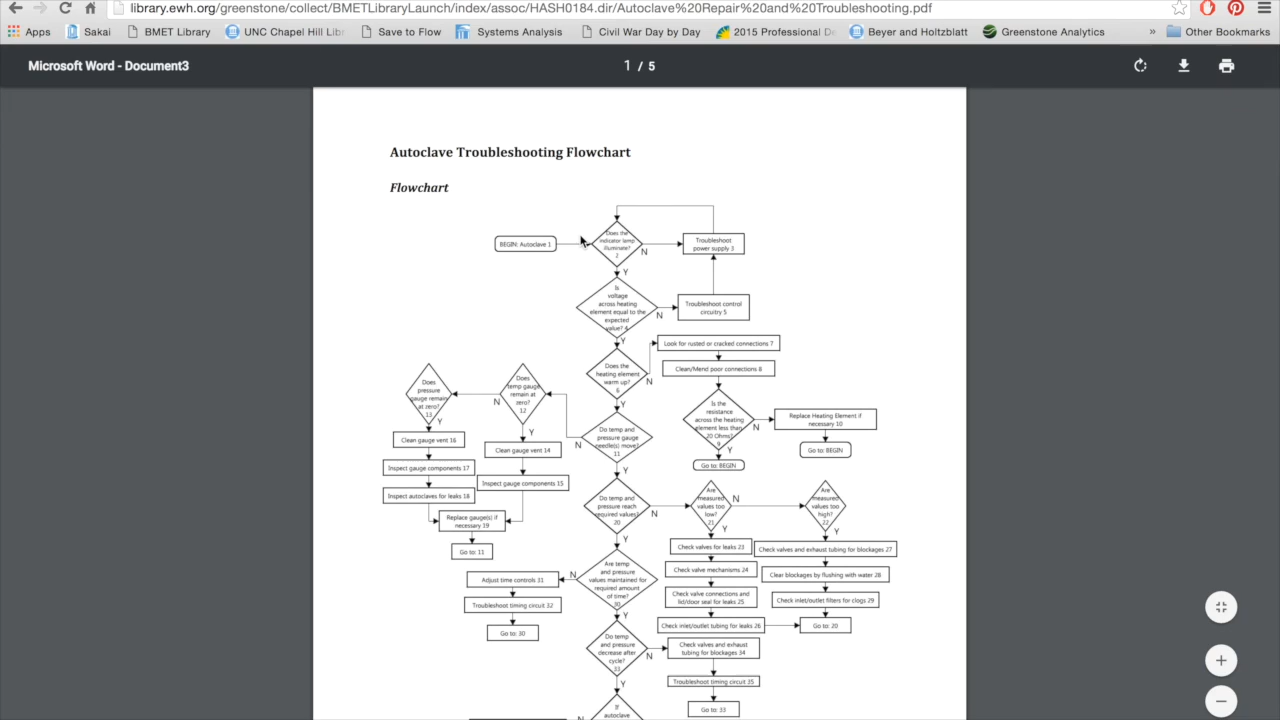 library.ewh.org/greenstone/collect/BMETLibraryLaunch/index/assoc/HASH0184.dir/Autoclave%20Repair%20and%20Troubleshooting.pdf
Apps Sakai BMET Library UNC Chapel Hill Lib Save to Flow Systems Analysis Civil War Day by Day 2015 Professional De Beyer and Holtzblatt Greenstone Analytics » Other Bookmarks
Microsoft Word - Document3
1 / 5
Autoclave Troubleshooting Flowchart
Flowchart
BEGIN: Autoclave 1
Does the
indicator lamp
illuminate?
2
N
Troubleshoot
power supply 3
Y
Is
voltage
across heating
element equal to the
expected
value? 4
N
Troubleshoot control
circuitry 5
Y
Does the
heating element
warm up?
6
N
Look for rusted or cracked connections 7
Clean/Mend poor connections 8
Is the
resistance
across the heating
element less than
20 Ohms?
9
N
Replace Heating Element if
necessary 10
Go to: BEGIN
Y
Go to: BEGIN
Y
Do temp and
pressure gauge
needle(s) move?
11
N
Does
temp gauge
remain at
zero?
12
N
Does
pressure
gauge remain
at zero?
13
Y
Clean gauge vent 16
Inspect gauge components 17
Inspect autoclaves for leaks 18
Y
Clean gauge vent 14
Inspect gauge components 15
Replace gauge(s) if
necessary 19
Go to: 11
Y
Do temp and
pressure reach
required values?
20
N
Are
measured
values too
low?
21
N
Are
measured
values too
high?
22
Y
Check valves for leaks 23
Check valve mechanisms 24
Check valve connections and
lid/door seal for leaks 25
Check inlet/outlet tubing for leaks 26
Y
Check valves and exhaust tubing for blockages 27
Clear blockages by flushing with water 28
Check inlet/outlet filters for clogs 29
Go to: 20
Y
Are temp
and pressure
values maintained for
required amount
of time?
30
N
Adjust time controls 31
Troubleshoot timing circuit 32
Go to: 30
Y
Do temp
and pressure
decrease after
cycle?
33
N
Check valves and exhaust
tubing for blockages 34
Troubleshoot timing circuit 35
Go to: 33
Y
If
autoclave
N